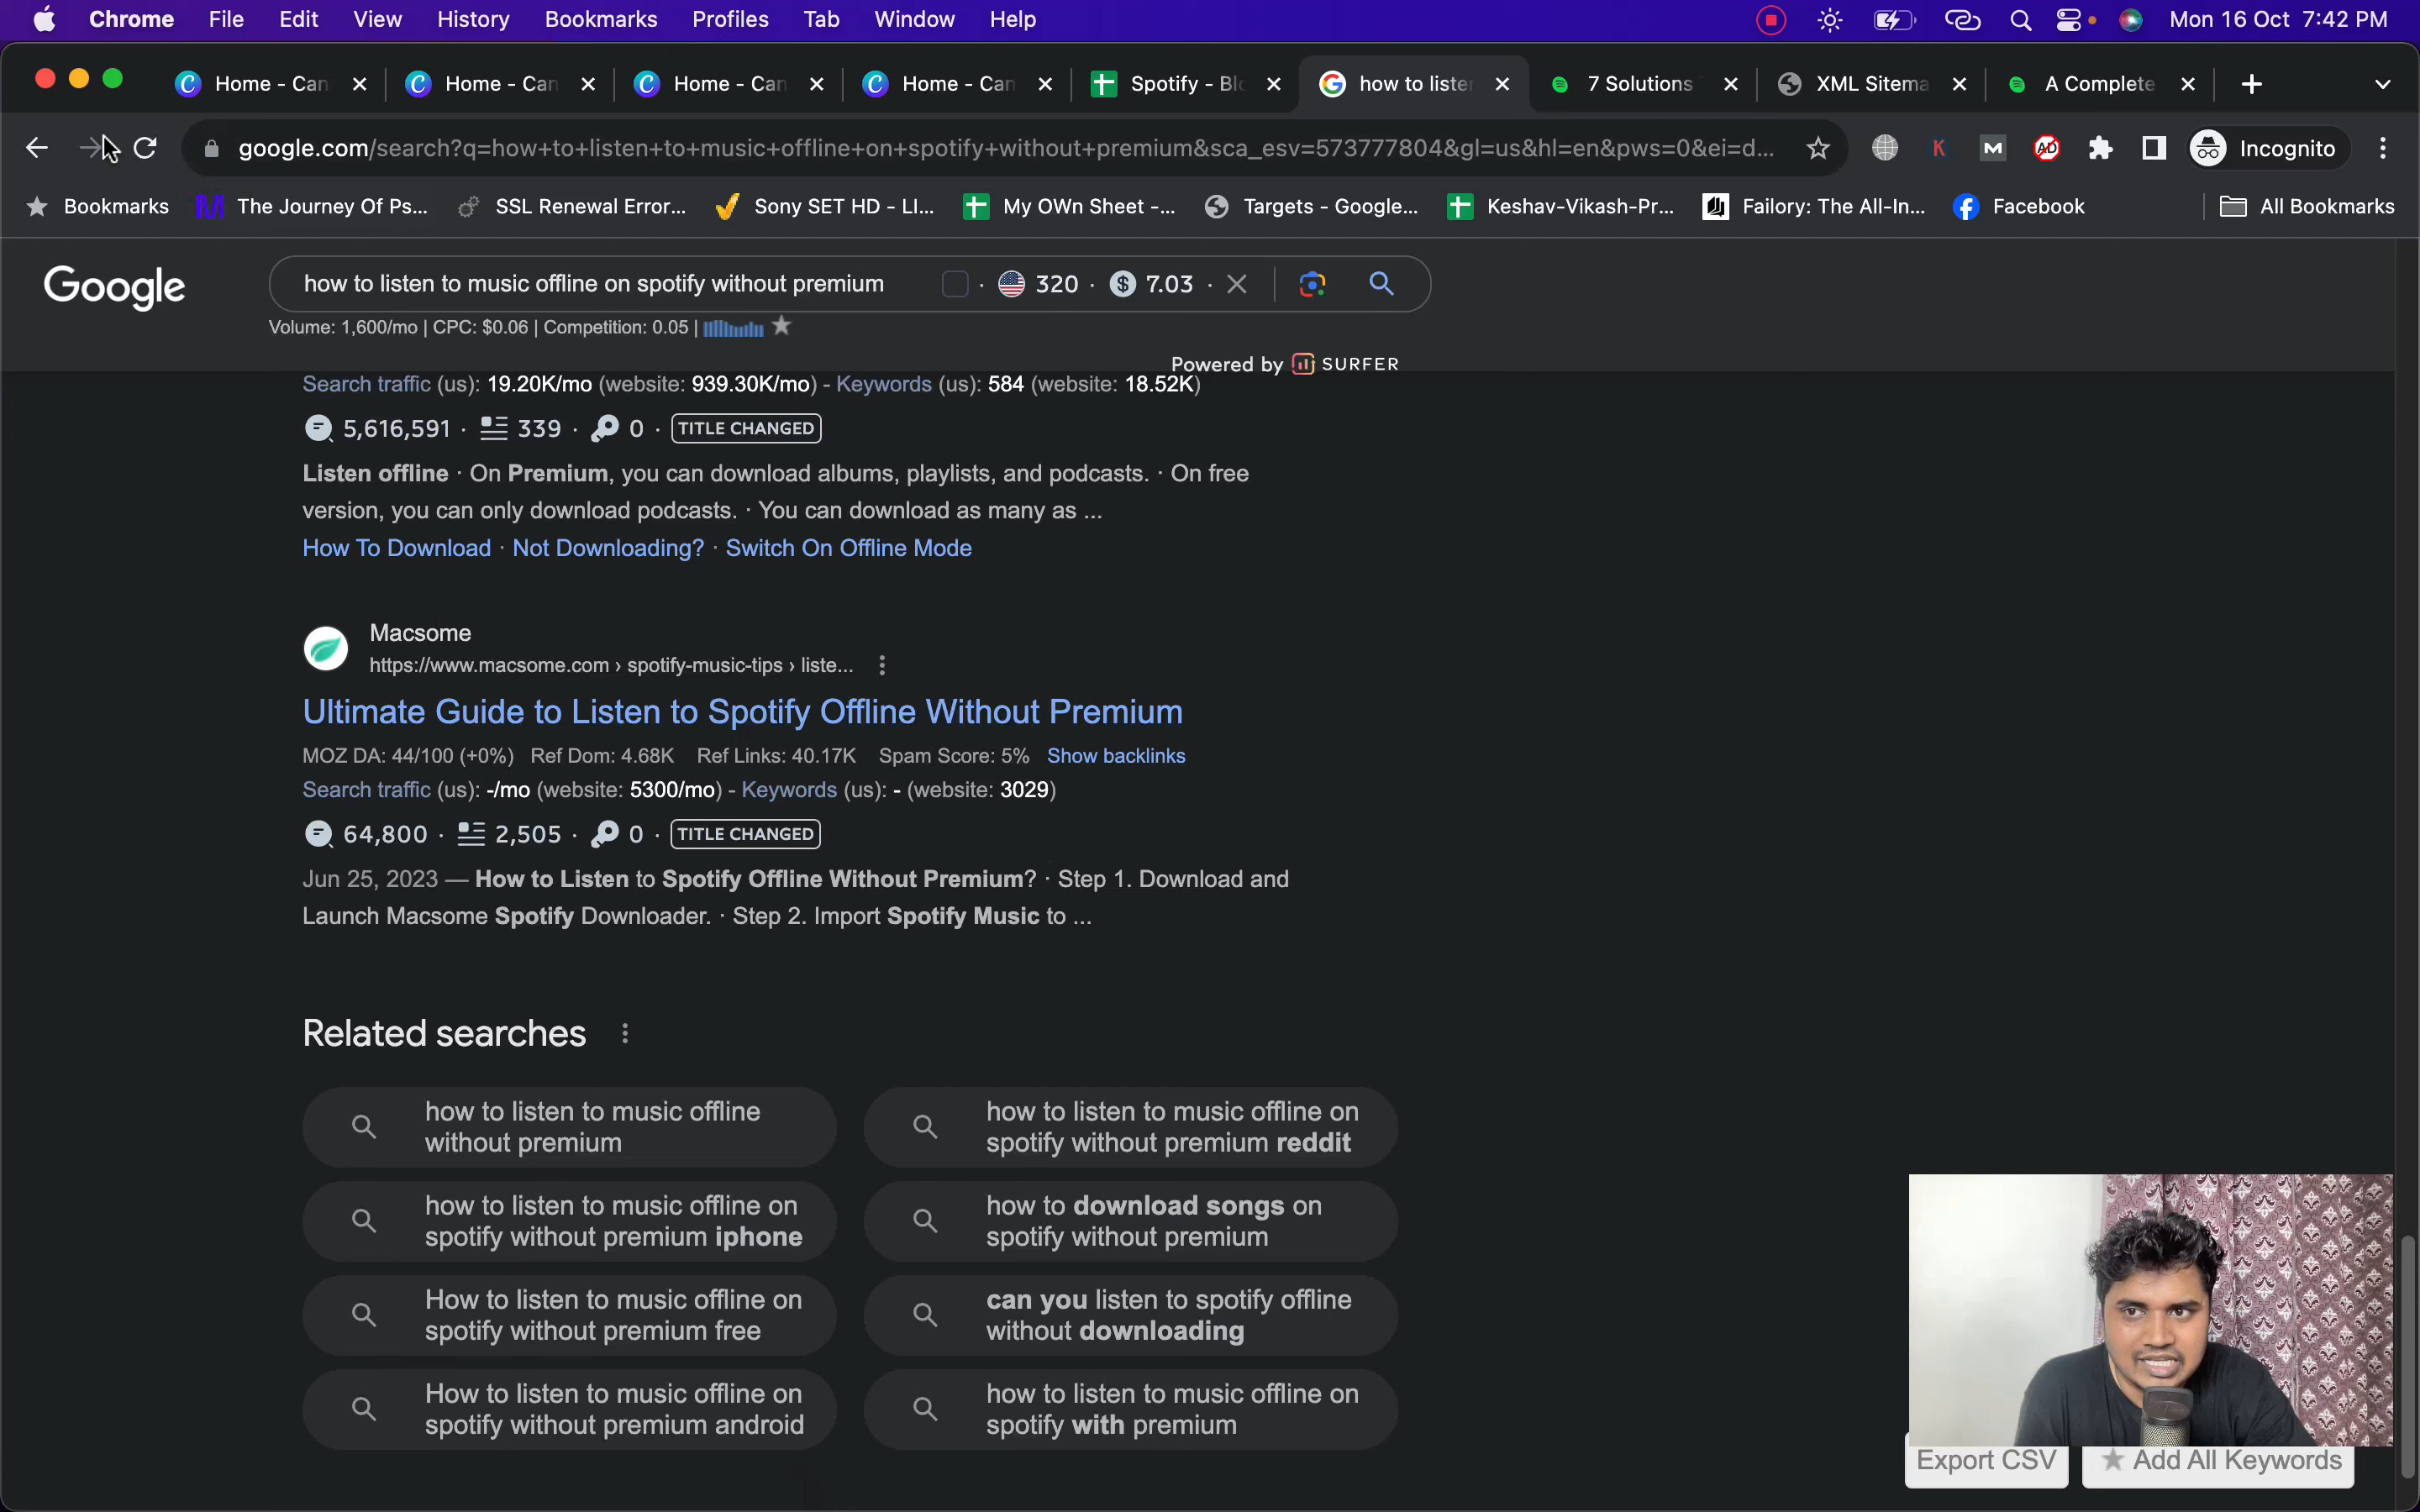 Chrome File Edit View History Bookmarks Profiles Tab Window Help Mon 16 Oct 7:42 PM
Home - Can Home - Can Home - Can Home - Can Spotify - Blo how to lister 7 Solutions XML Sitema A Complete
google.com/search?q=how+to+listen+to+music+offline+on+spotify+without+premium&sca_esv=573777804&gl=us&hl=en&pws=0&ei=d... K M AD Incognito
Bookmarks The Journey Of Ps... SSL Renewal Error... Sony SET HD - LI... My OWn Sheet -... Targets - Google... Keshav-Vikash-Pr... Failory: The All-In... Facebook All Bookmarks
Google how to listen to music offline on spotify without premium · 320 · $ 7.03 ·
Volume: 1,600/mo | CPC: $0.06 | Competition: 0.05 |
Powered by SURFER
Search traffic (us): 19.20K/mo (website: 939.30K/mo) - Keywords (us): 584 (website: 18.52K)
5,616,591 · 339 · 0 · TITLE CHANGED
Listen offline · On Premium, you can download albums, playlists, and podcasts. · On free
version, you can only download podcasts. · You can download as many as ...
How To Download · Not Downloading? · Switch On Offline Mode
Macsome
https://www.macsome.com › spotify-music-tips › liste...
Ultimate Guide to Listen to Spotify Offline Without Premium
MOZ DA: 44/100 (+0%) Ref Dom: 4.68K Ref Links: 40.17K Spam Score: 5% Show backlinks
Search traffic (us): -/mo (website: 5300/mo) - Keywords (us): - (website: 3029)
64,800 · 2,505 · 0 · TITLE CHANGED
Jun 25, 2023 — How to Listen to Spotify Offline Without Premium? · Step 1. Download and
Launch Macsome Spotify Downloader. · Step 2. Import Spotify Music to ...
Related searches
how to listen to music offline
without premium
how to listen to music offline on
spotify without premium reddit
how to listen to music offline on
spotify without premium iphone
how to download songs on
spotify without premium
How to listen to music offline on
spotify without premium free
can you listen to spotify offline
without downloading
How to listen to music offline on
spotify without premium android
how to listen to music offline on
spotify with premium
Export CSV Add All Keywords